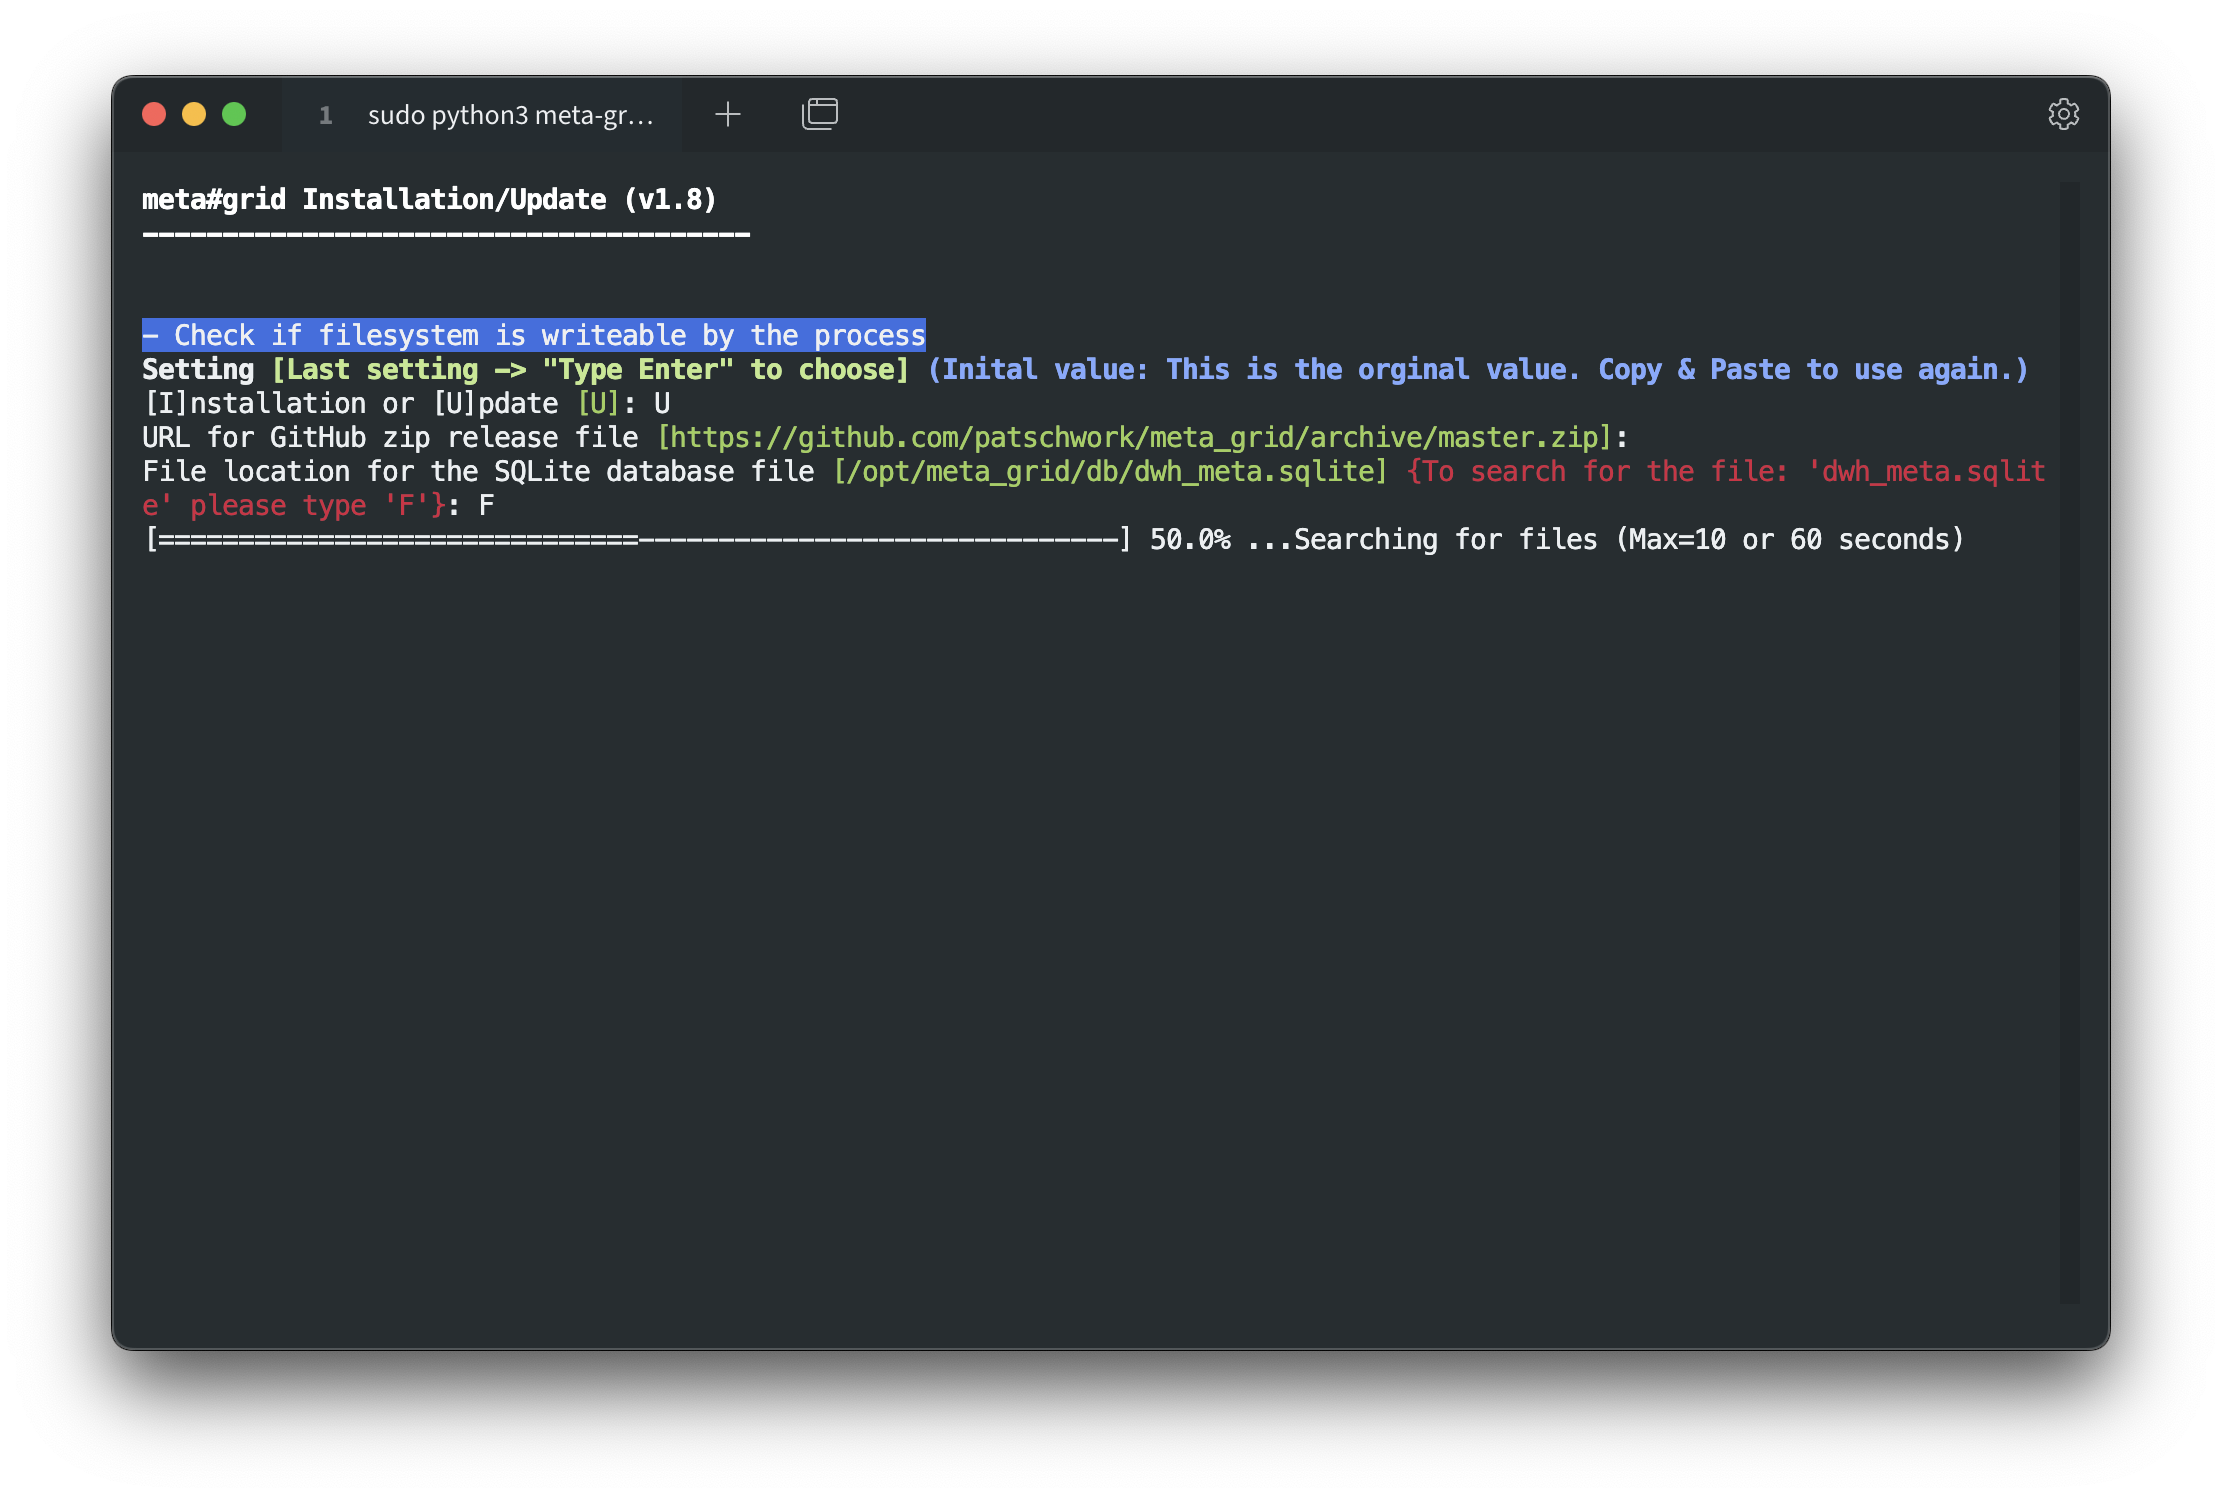 1 sudo python3 meta-gr...
meta#grid Installation/Update (v1.8)
--------------------------------------
- Check if filesystem is writeable by the process
Setting [Last setting -> "Type Enter" to choose] (Inital value: This is the orginal value. Copy & Paste to use again.)
[I]nstallation or [U]pdate [U]: U
URL for GitHub zip release file [https://github.com/patschwork/meta_grid/archive/master.zip]:
File location for the SQLite database file [/opt/meta_grid/db/dwh_meta.sqlite] {To search for the file: 'dwh_meta.sqlit
e' please type 'F'}: F
[==============================------------------------------] 50.0% ...Searching for files (Max=10 or 60 seconds)